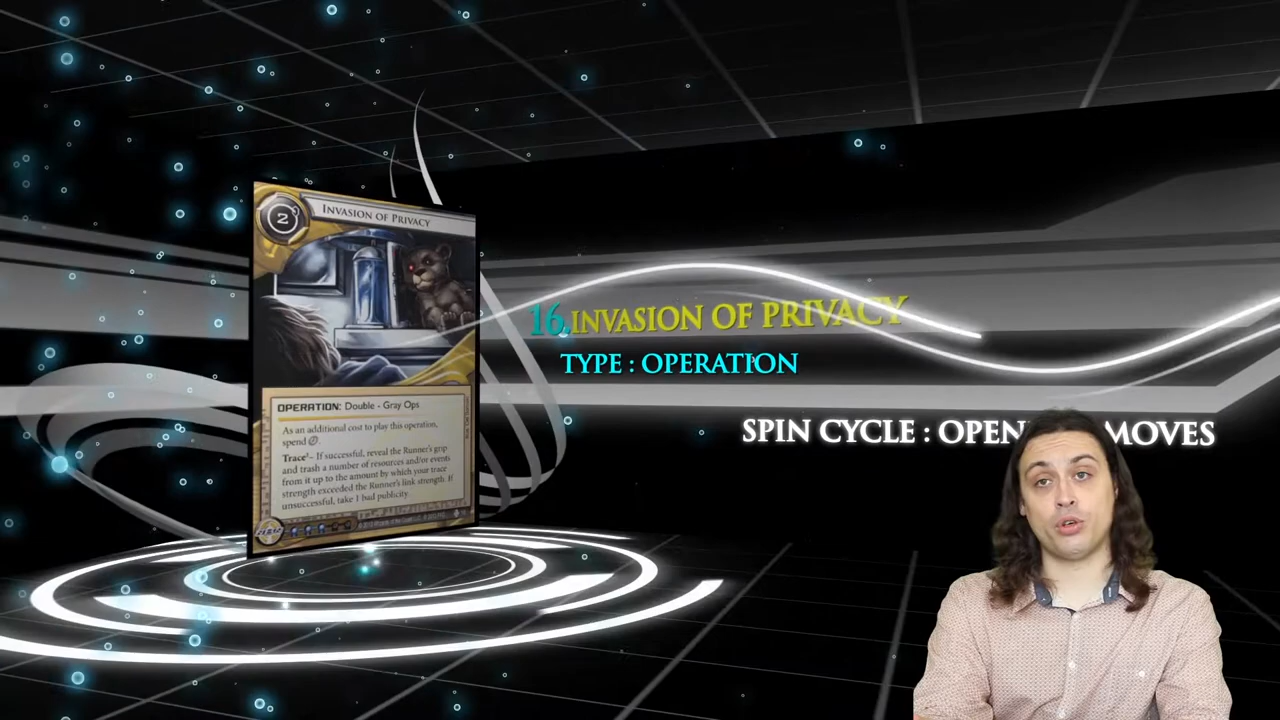 2
INVASION OF PRIVACY
OPERATION: Double - Gray Ops
As an additional cost to play this operation,
spend
Trace – If successful, reveal the Runner's grip
and trash a number of resources and/or events
from it up to the amount by which your trace
strength exceeded the Runner's link strength. If
unsuccessful, take 1 bad publicity.
16.INVASION OF PRIVACY
TYPE : OPERATION
SPIN CYCLE : OPEN MOVES